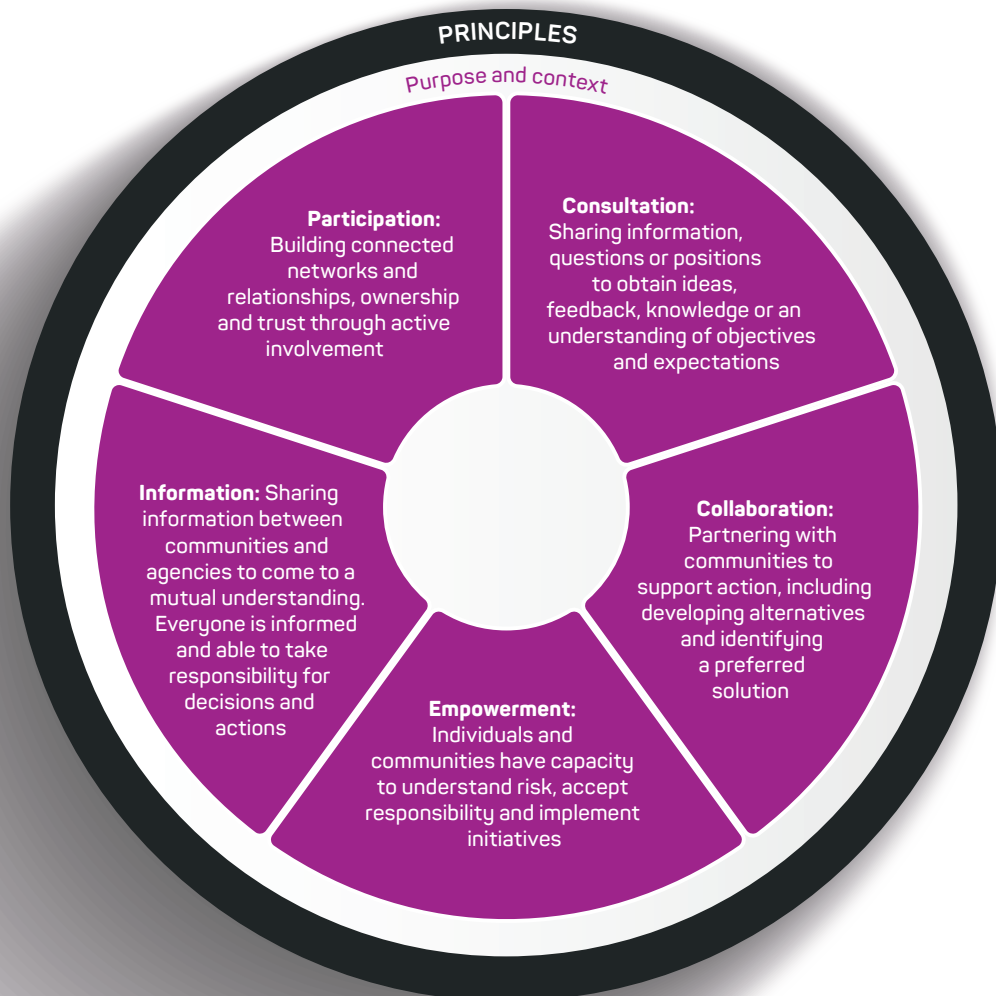 PRINCIPLES
Purpose and context
Participation:
Building connected
networks and
relationships, ownership
and trust through active
involvement
Consultation:
Sharing information,
questions or positions
to obtain ideas,
feedback, knowledge or an
understanding of objectives
and expectations
Collaboration:
Partnering with
communities to
support action, including
developing alternatives
and identifying
a preferred
solution
Empowerment:
Individuals and
communities have capacity
to understand risk, accept
responsibility and implement
initiatives
Information: Sharing
information between
communities and
agencies to come to a
mutual understanding.
Everyone is informed
and able to take
responsibility for
decisions and
actions